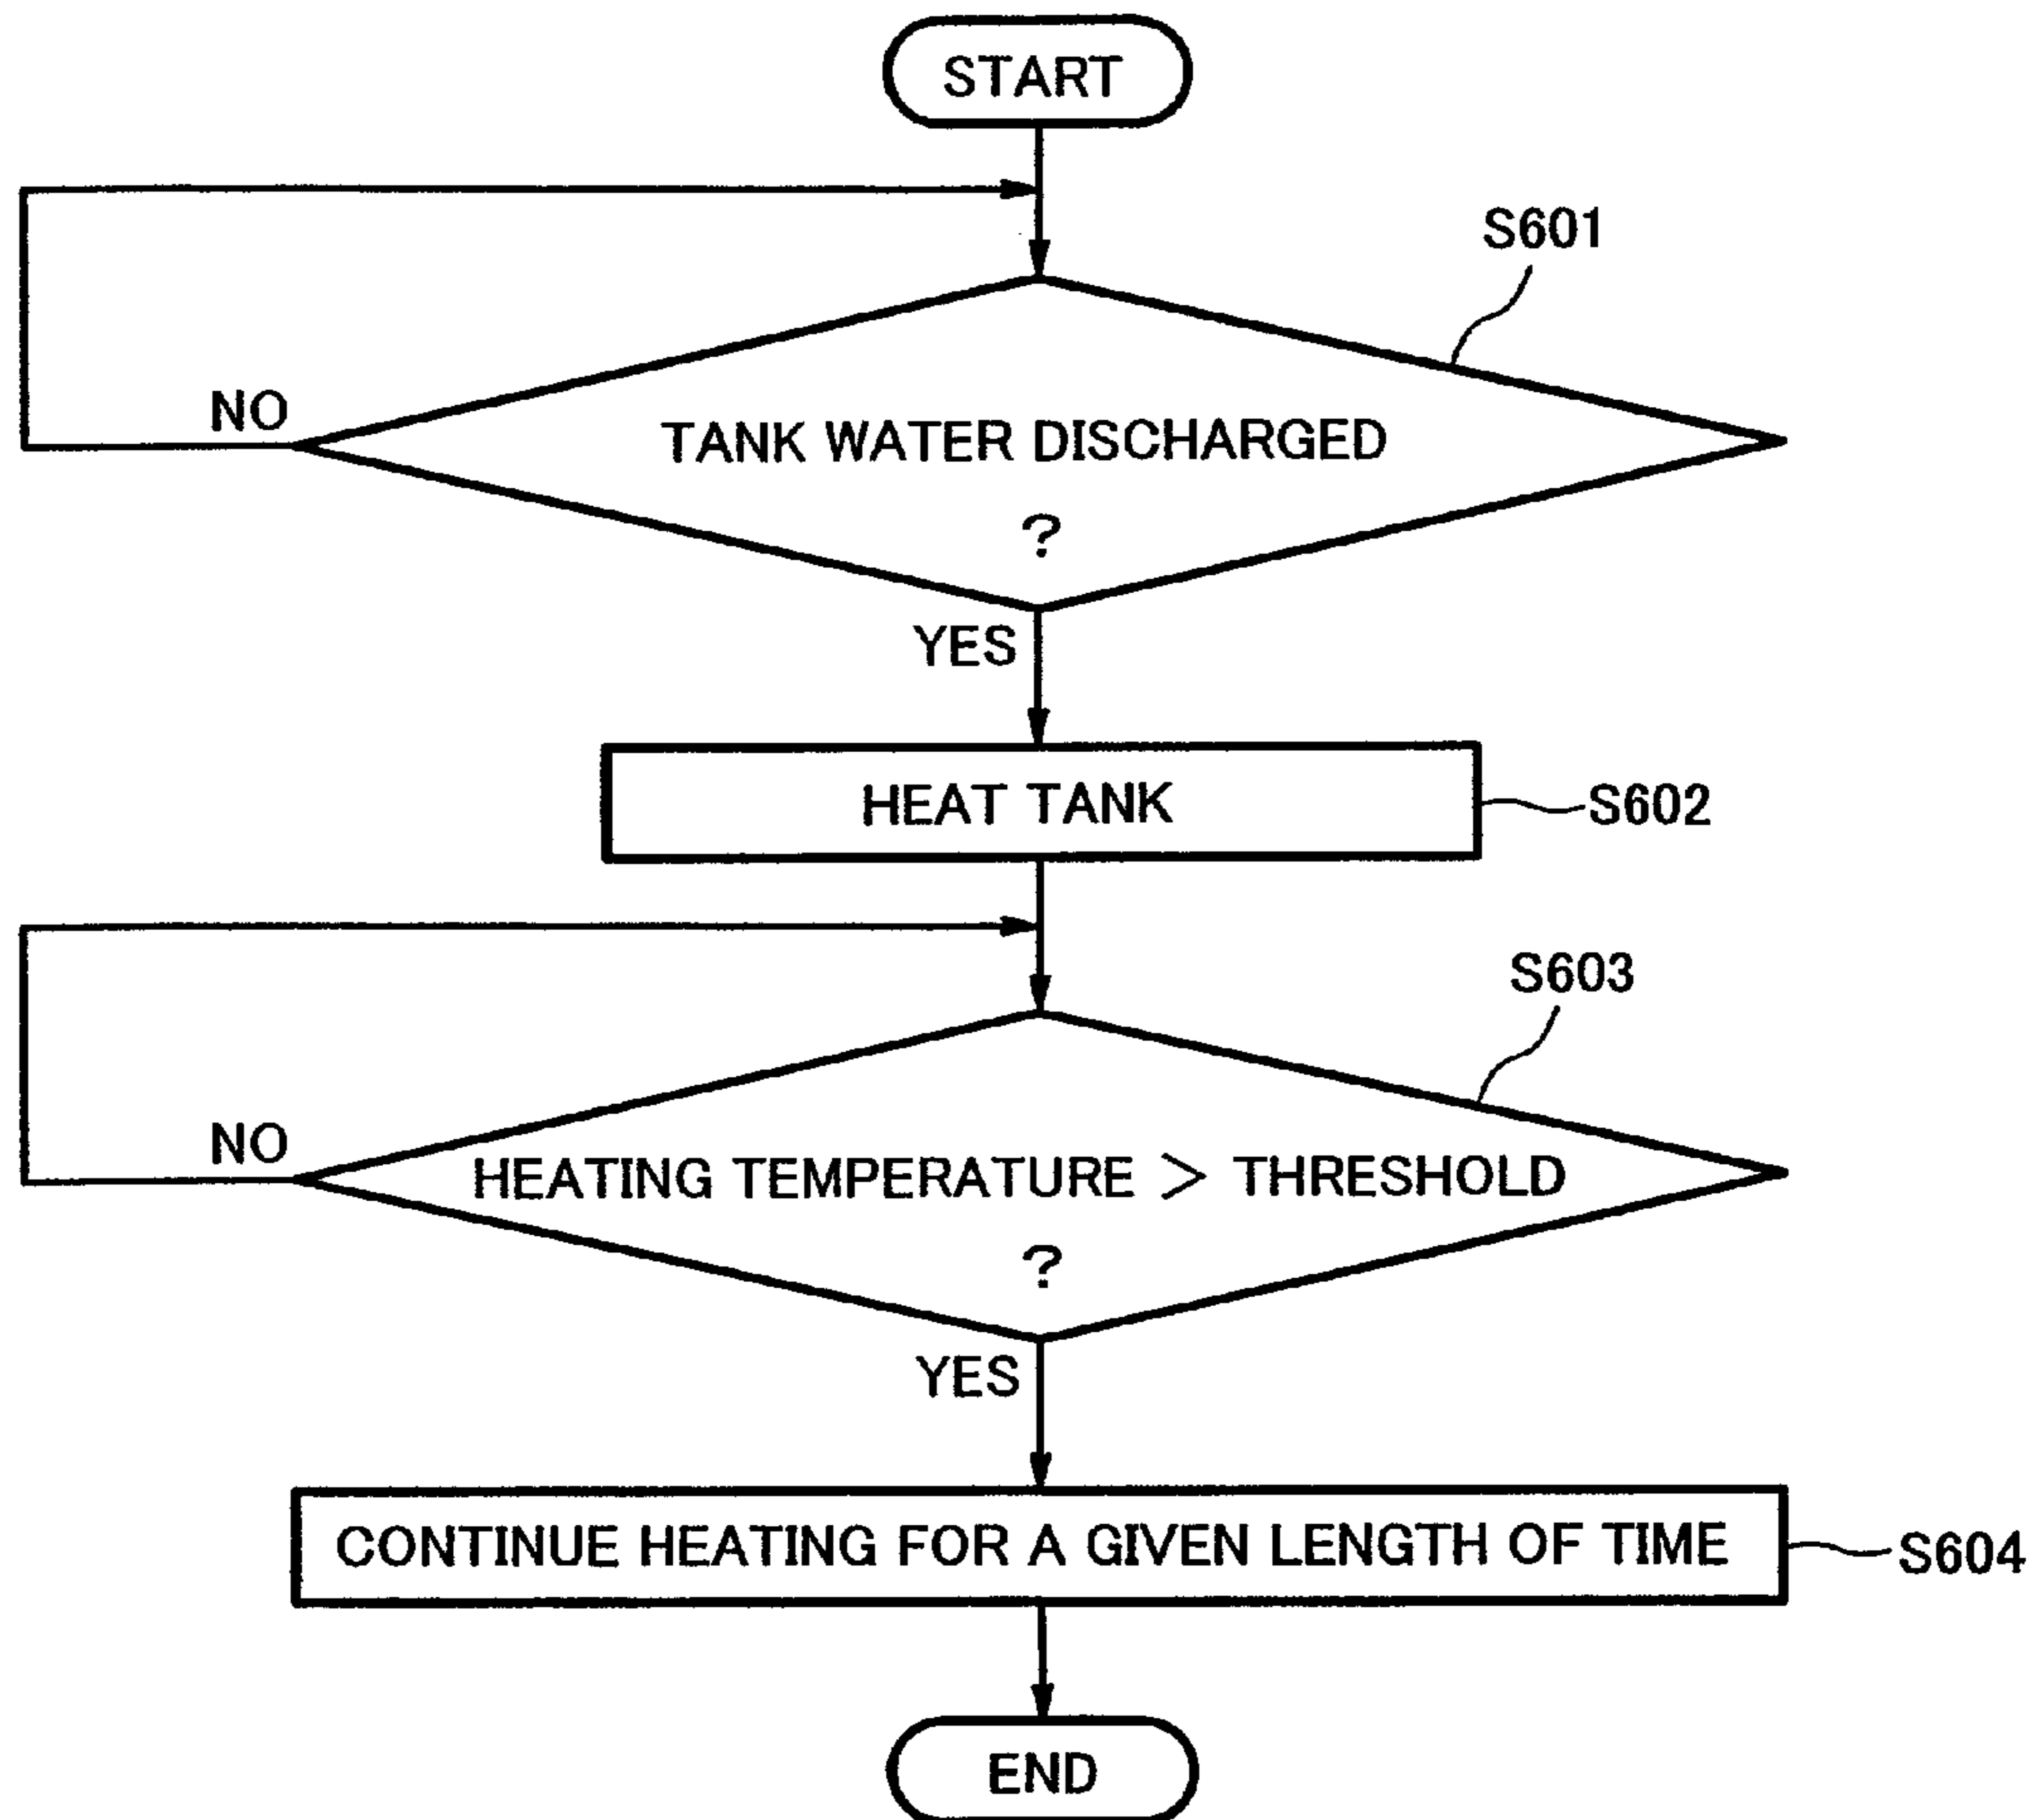 START
S601
NO
TANK WATER DISCHARGED
?
YES
HEAT TANK
S602
S603
NO
HEATING TEMPERATURE > THRESHOLD
?
YES
CONTINUE HEATING FOR A GIVEN LENGTH OF TIME
S604
END